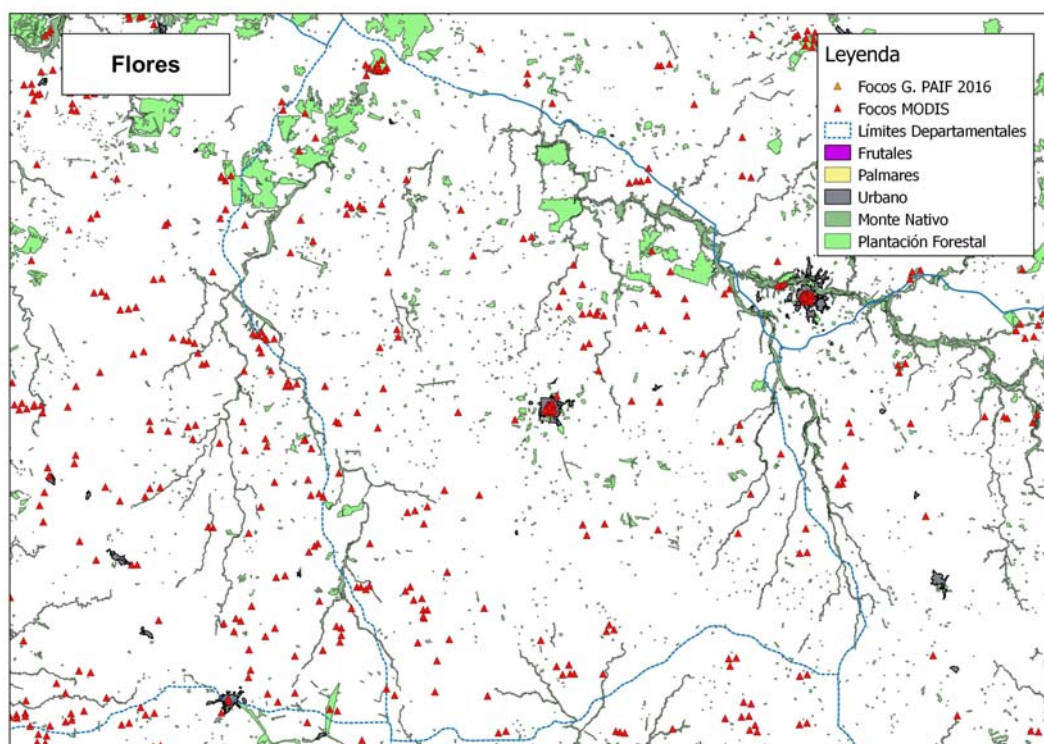 Flores
Leyenda
Focos G. PAIF 2016
Focos MODIS
Límites Departamentales
Frutales
Palmares
Urbano
Monte Nativo
Plantación Forestal